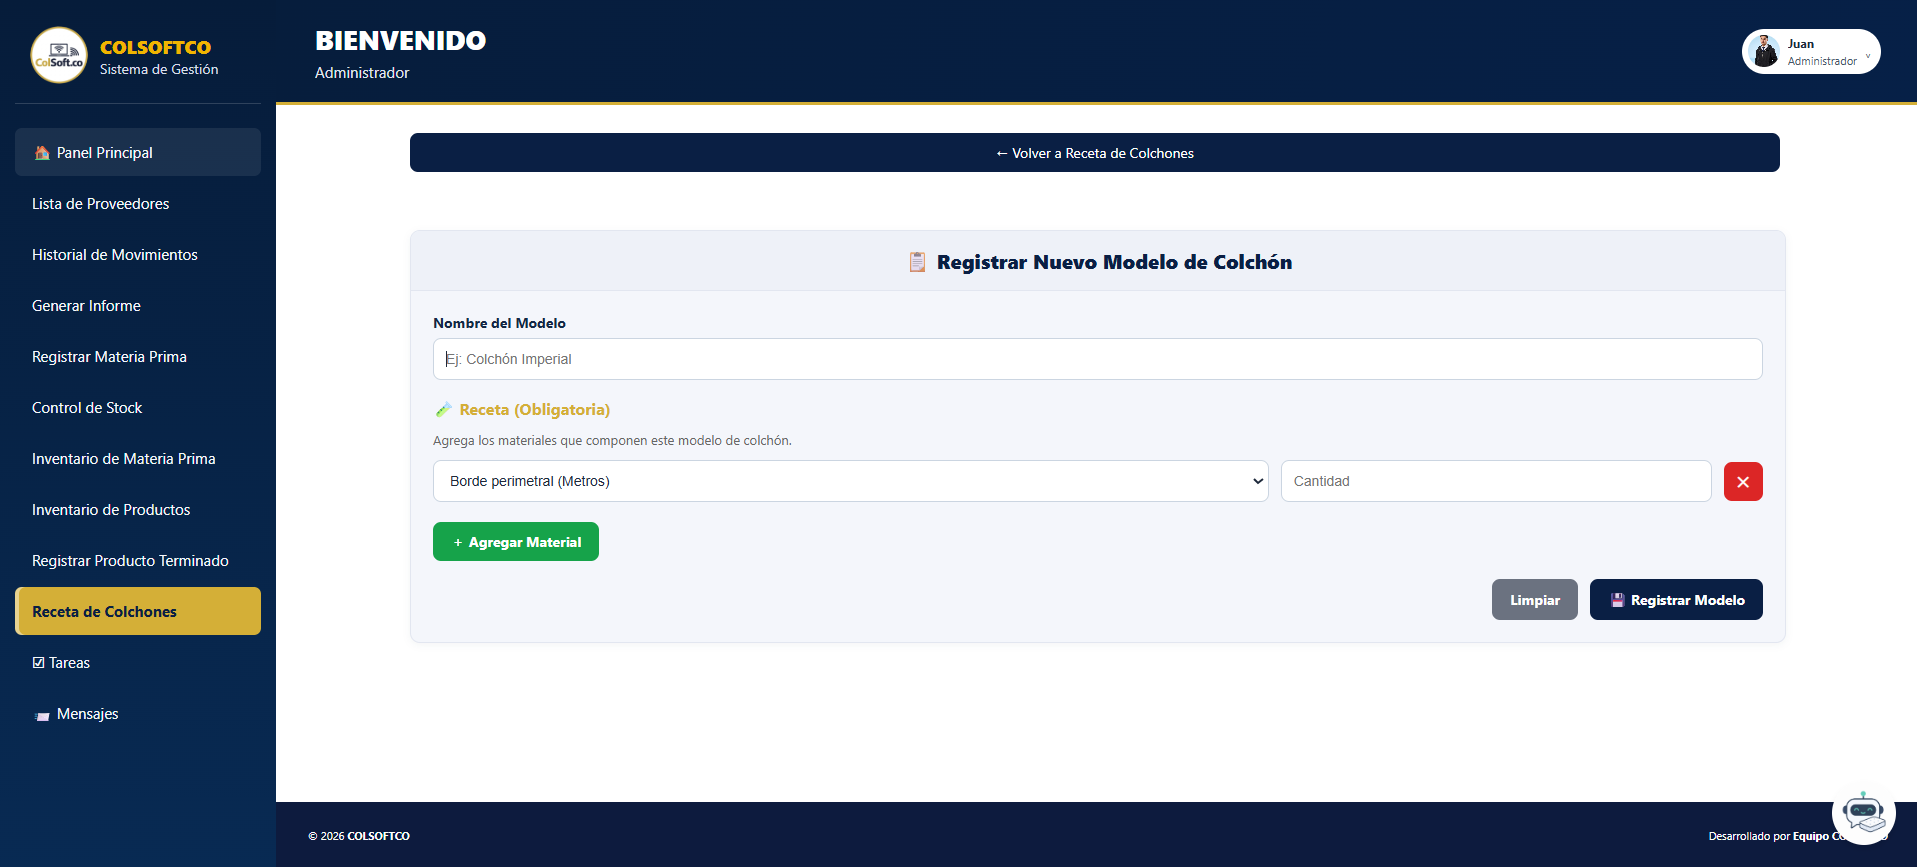 ColSoft.co
COLSOFTCO
Sistema de Gestión
BIENVENIDO
Administrador
Juan
Administrador
Panel Principal
Lista de Proveedores
Historial de Movimientos
Generar Informe
Registrar Materia Prima
Control de Stock
Inventario de Materia Prima
Inventario de Productos
Registrar Producto Terminado
Receta de Colchones
☑ Tareas
Mensajes
← Volver a Receta de Colchones
Registrar Nuevo Modelo de Colchón
Nombre del Modelo
Ej: Colchón Imperial
Receta (Obligatoria)
Agrega los materiales que componen este modelo de colchón.
Borde perimetral (Metros)
Cantidad
+ Agregar Material
Limpiar
Registrar Modelo
© 2026 COLSOFTCO
Desarrollado por Equipo